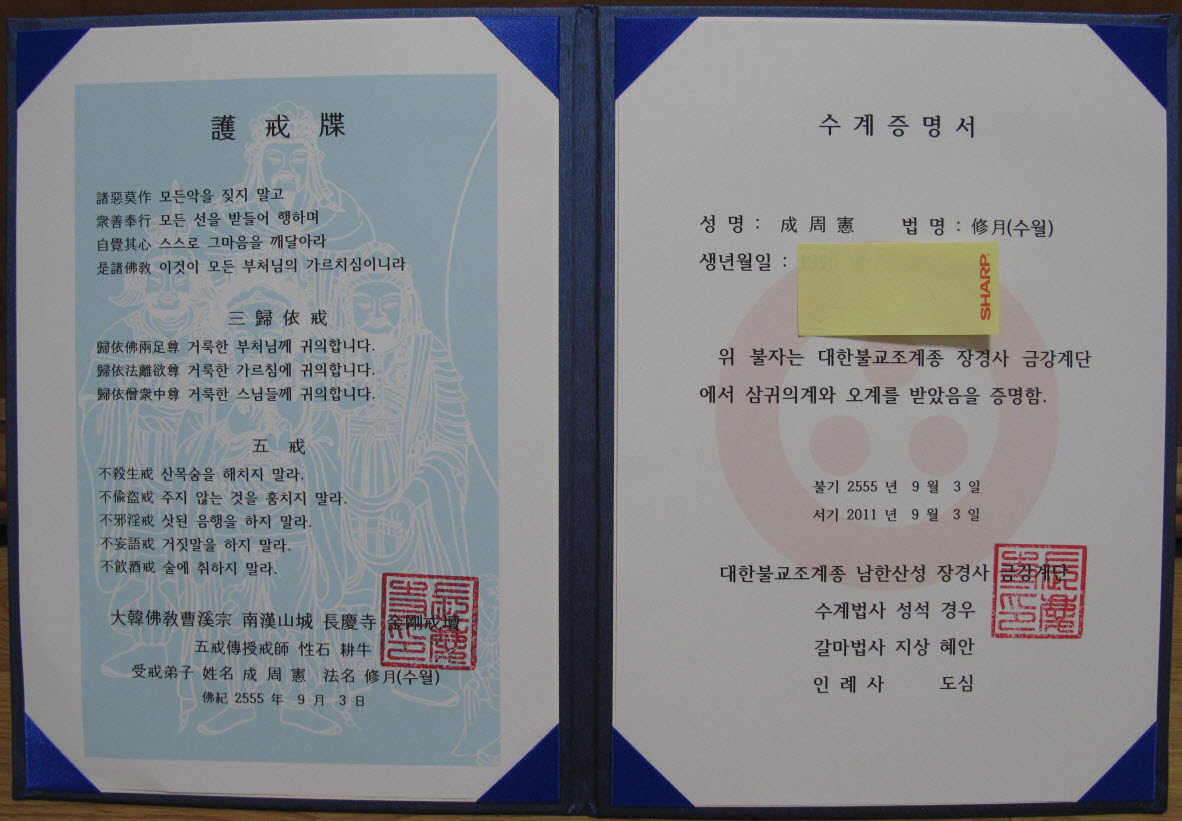 護 戒 牒
諸惡莫作 모든악을 짖지 말고
衆善奉行 모든 선을 받들어 행하며
自覺其心 스스로 그마음을 깨달아라
是諸佛敎 이것이 모든 부처님의 가르치심이니라
三 歸 依 戒
歸依佛兩足尊 거룩한 부처님께 귀의합니다.
歸依法離欲尊 거룩한 가르침에 귀의합니다.
歸依僧衆中尊 거룩한 스님들께 귀의합니다.
五 戒
不殺生戒 산목숨을 해치지 말라.
不偸盜戒 주지 않는 것을 훔치지 말라.
不邪淫戒 삿된 음행을 하지 말라.
不妄語戒 거짓말을 하지 말라.
不飮酒戒 술에 취하지 말라.
大韓佛敎曹溪宗 南漢山城 長慶寺 金剛戒壇
五戒傳授戒師 性石 耕牛
受戒弟子 姓名 成 周 憲 法名 修月(수월)
佛紀 2555 年 9 月 3 日
수 계 증 명 서
성 명 : 成 周 憲 법 명 : 修月(수월)
생년월일 :
SHARP
위 불자는 대한불교조계종 장경사 금강계단
에서 삼귀의계와 오계를 받았음을 증명함.
불기 2555 년 9 월 3 일
서기 2011 년 9 월 3 일
대한불교조계종 남한산성 장경사 금강계단
수계법사 성석 경우
갈마법사 지상 혜안
인 례 사 도심